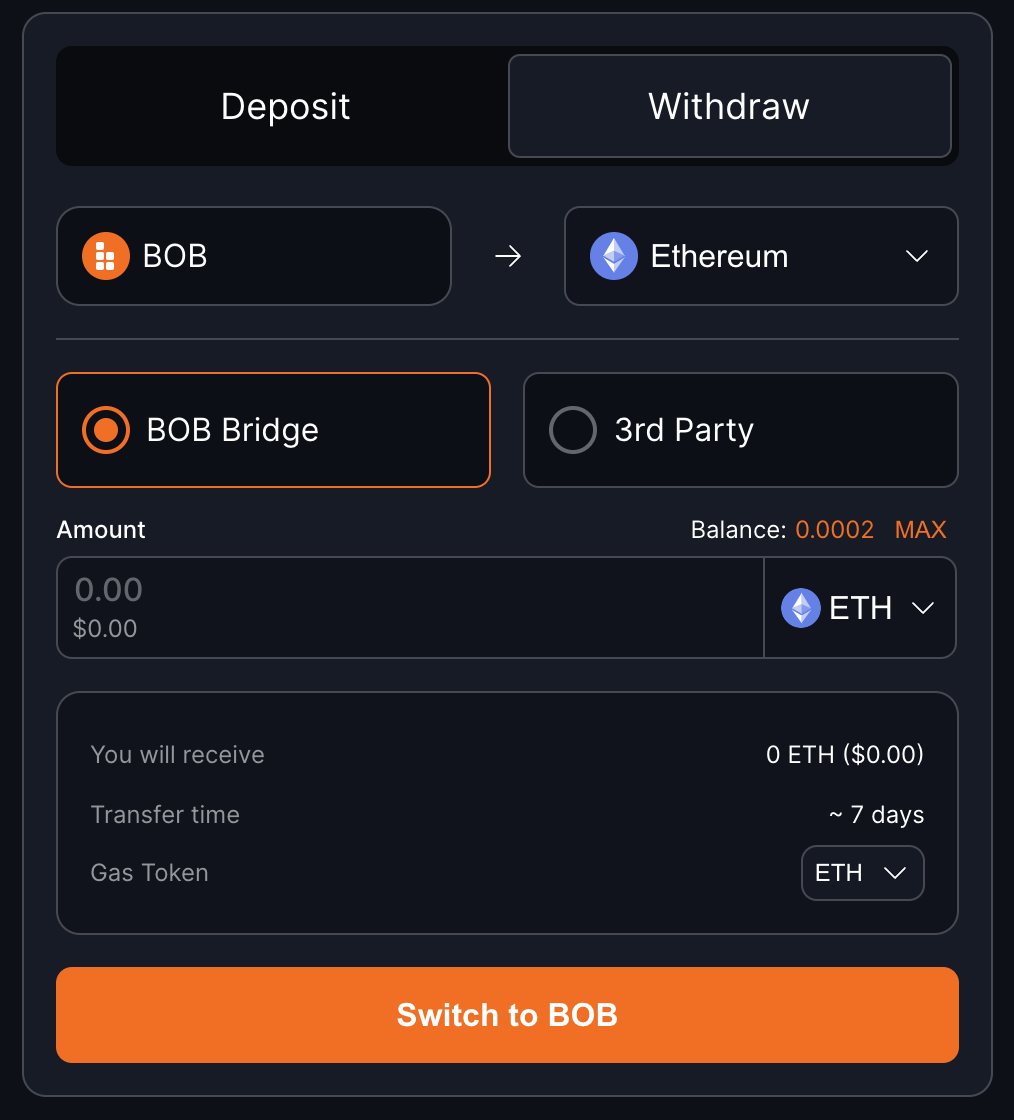 Deposit
Withdraw
BOB
Ethereum
BOB Bridge
3rd Party
Amount
Balance: 0.0002 MAX
0.00
$0.00
ETH
You will receive
0 ETH ($0.00)
Transfer time
~ 7 days
Gas Token
ETH
Switch to BOB